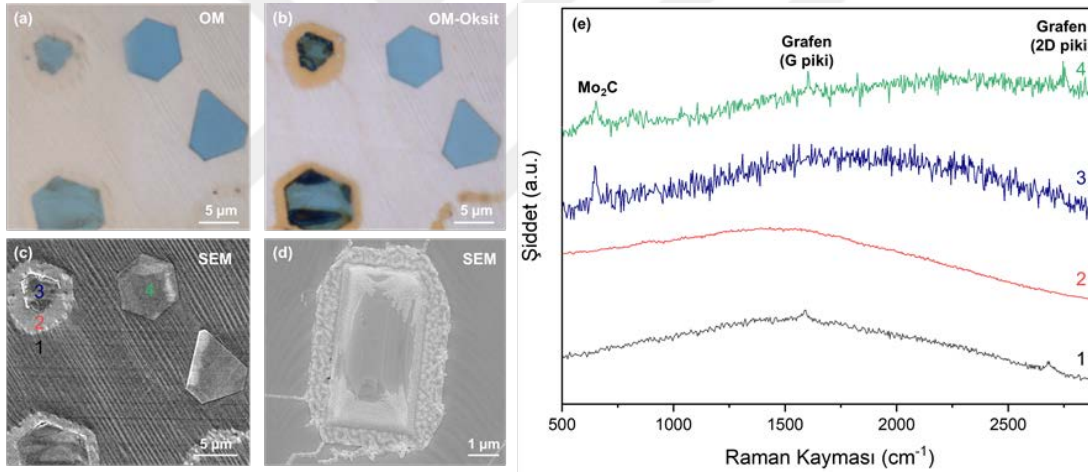 (a) OM
(b) OM-Oksit
5 µm
5 µm
(c) SEM
3
4
2
1
5 µm
(d) SEM
1 µm
(e)
Grafen
(G piki)
Grafen
(2D piki)
Mo₂C
4
3
2
1
Şiddet (a.u.)
500 1000 1500 2000 2500
Raman Kayması (cm⁻¹)